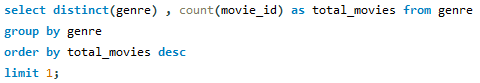 select distinct(genre) , count(movie_id) as total_movies from genre
group by genre
order by total_movies desc
limit 1;